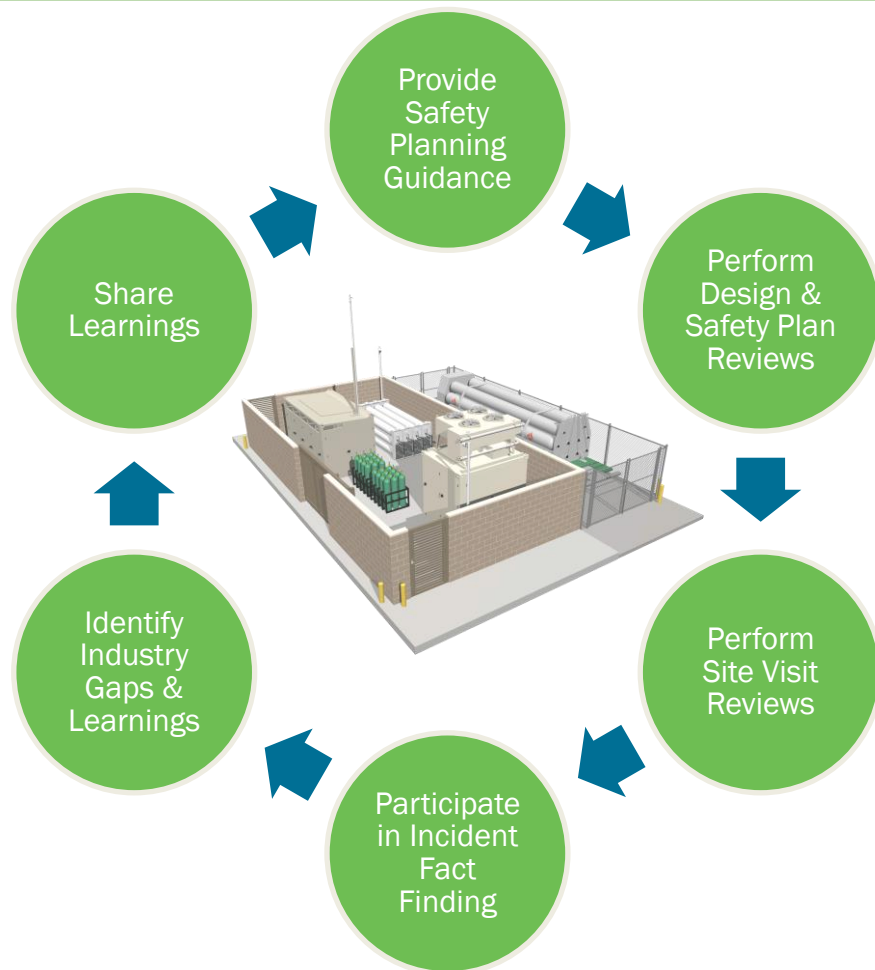 Provide
Safety
Planning
Guidance
Perform
Design &
Safety Plan
Reviews
Perform
Site Visit
Reviews
Participate
in Incident
Fact
Finding
Identify
Industry
Gaps &
Learnings
Share
Learnings